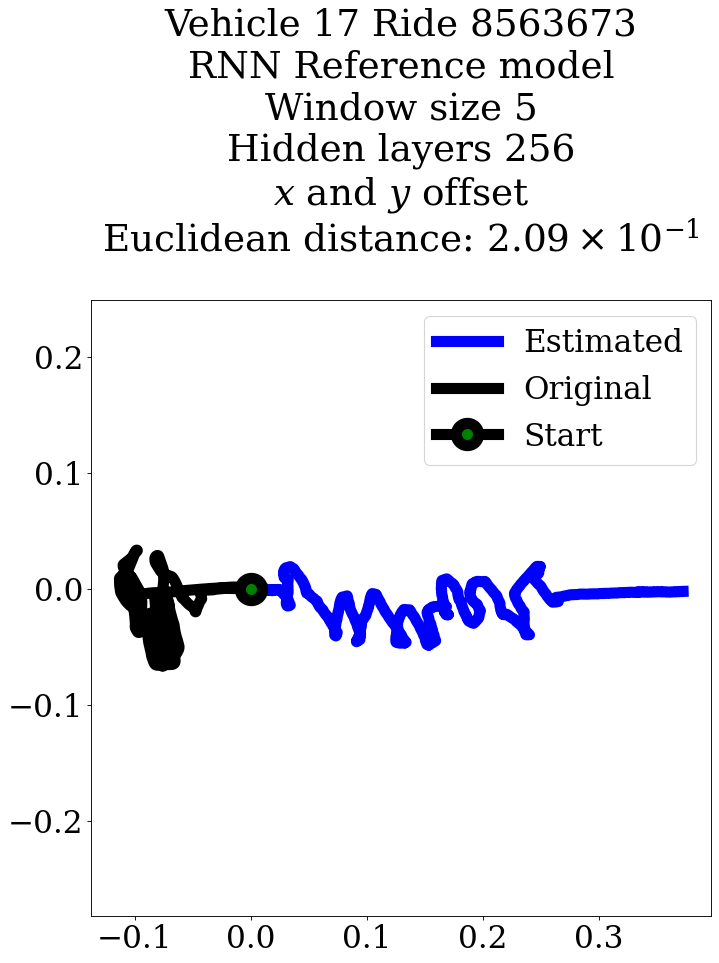 Vehicle 17 Ride 8563673
RNN Reference model
Window size 5
Hidden layers 256
x and y offset
Euclidean distance: 2.09 × 10⁻¹
Estimated
Original
Start
0.2
0.1
0.0
−0.1
−0.2
−0.1 0.0 0.1 0.2 0.3